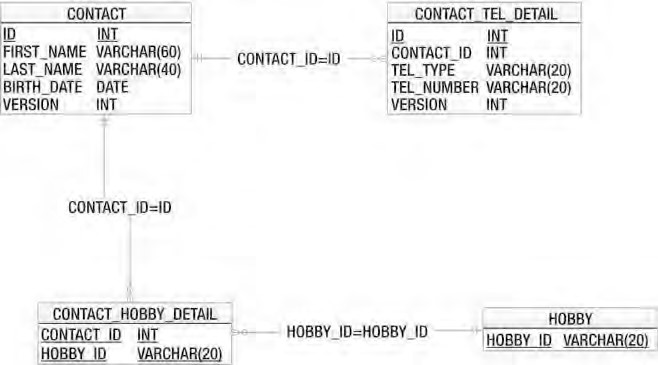 CONTACT
ID INT
FIRST_NAME VARCHAR(60)
LAST_NAME VARCHAR(40)
BIRTH_DATE DATE
VERSION INT
CONTACT_ID=ID
CONTACT_TEL_DETAIL
ID INT
CONTACT_ID INT
TEL_TYPE VARCHAR(20)
TEL_NUMBER VARCHAR(20)
VERSION INT
CONTACT_ID=ID
CONTACT_HOBBY_DETAIL
CONTACT_ID INT
HOBBY_ID VARCHAR(20)
HOBBY_ID=HOBBY_ID
HOBBY
HOBBY_ID VARCHAR(20)